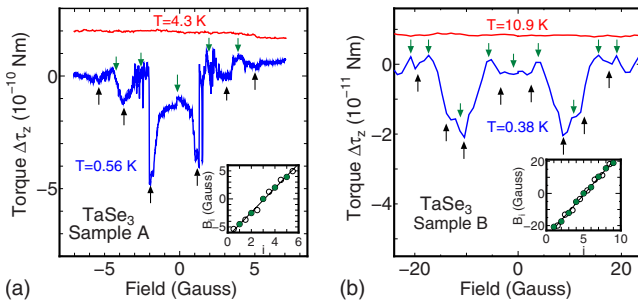 T=4.3 K
T=0.56 K
TaSe3
Sample A
Torque Δτz (10−10 Nm)
0
−5
−5
0
5
Field (Gauss)
Bi (Gauss)
5
0
−5
0 2 4 6
i
(a)
T=10.9 K
T=0.38 K
TaSe3
Sample B
Torque Δτz (10−11 Nm)
0
−2
−4
−20
0
20
Field (Gauss)
Bi (Gauss)
20
0
−20
0 5 10
i
(b)